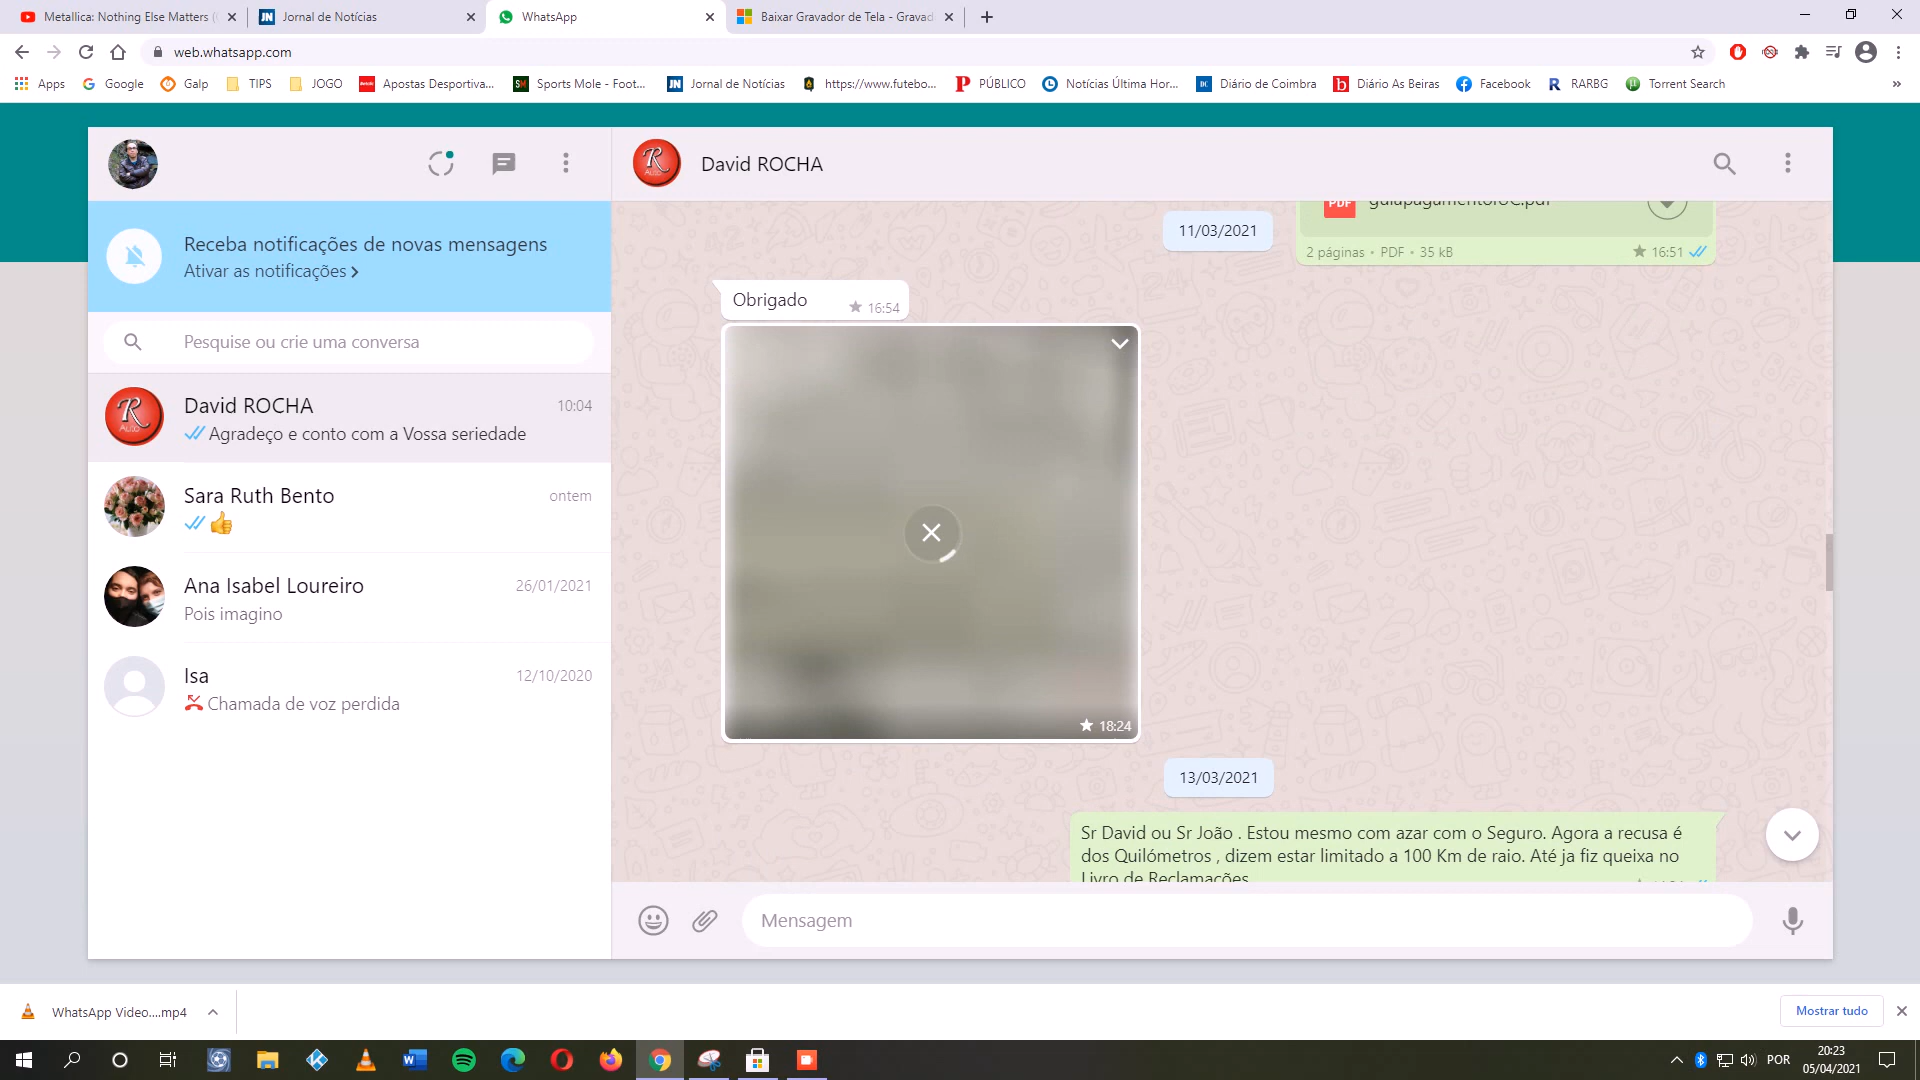 Metallica: Nothing Else Matters (
Jornal de Notícias
WhatsApp
Baixar Gravador de Tela - Gravad
web.whatsapp.com
Apps
Google
Galp
TIPS
JOGO
Apostas Desportiva...
Sports Mole - Foot...
Jornal de Notícias
https://www.futebo...
PÚBLICO
Notícias Última Hor...
Diário de Coimbra
Diário As Beiras
Facebook
RARBG
Torrent Search
David ROCHA
Receba notificações de novas mensagens
Ativar as notificações
Pesquise ou crie uma conversa
David ROCHA 10:04
Agradeço e conto com a Vossa seriedade
Sara Ruth Bento ontem
Ana Isabel Loureiro 26/01/2021
Pois imagino
Isa 12/10/2020
Chamada de voz perdida
PDF guiapagamentoIUC.pdf
11/03/2021
2 páginas • PDF • 35 kB 16:51
Obrigado 16:54
18:24
13/03/2021
Sr David ou Sr João . Estou mesmo com azar com o Seguro. Agora a recusa é
dos Quilómetros , dizem estar limitado a 100 Km de raio. Até ja fiz queixa no
Livro de Reclamações
Mensagem
WhatsApp Video....mp4
Mostrar tudo
POR
20:23
05/04/2021